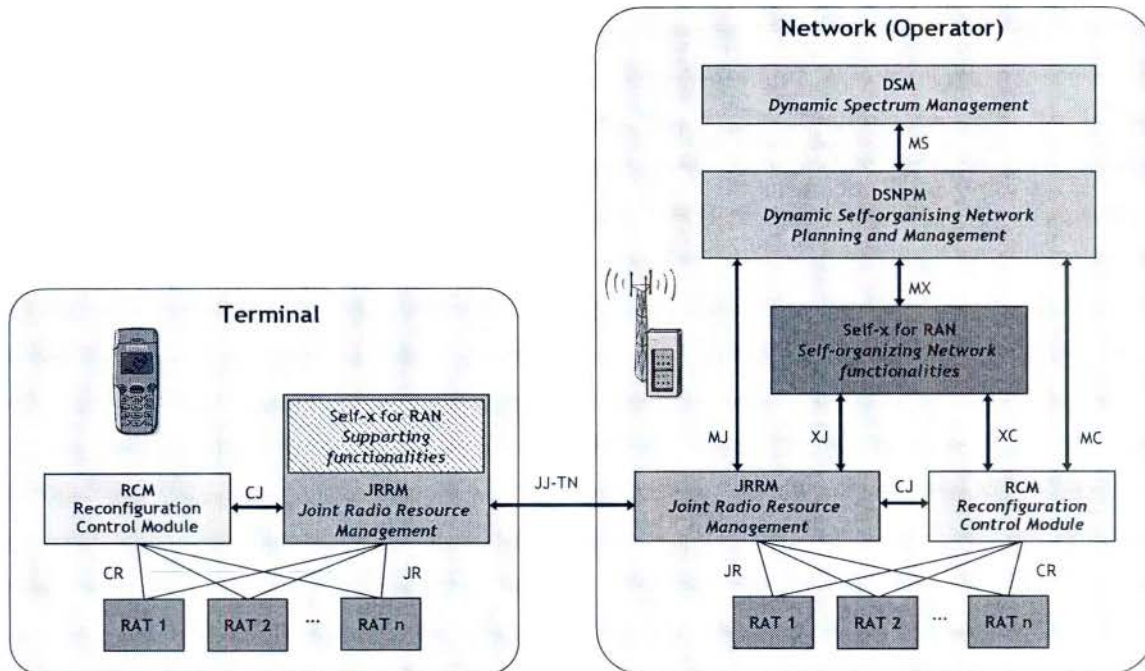 Network (Operator)
DSM
Dynamic Spectrum Management
MS
DSNPM
Dynamic Self-organising Network
Planning and Management
MX
Self-x for RAN
Self-organizing Network
functionalities
MJ
XJ
XC
MC
JRRM
Joint Radio Resource
Management
CJ
RCM
Reconfiguration
Control Module
JR
CR
RAT 1
RAT 2
...
RAT n
JJ-TN
Terminal
Self-x for RAN
Supporting
functionalities
RCM
Reconfiguration
Control Module
CJ
JRRM
Joint Radio Resource
Management
CR
JR
RAT 1
RAT 2
...
RAT n